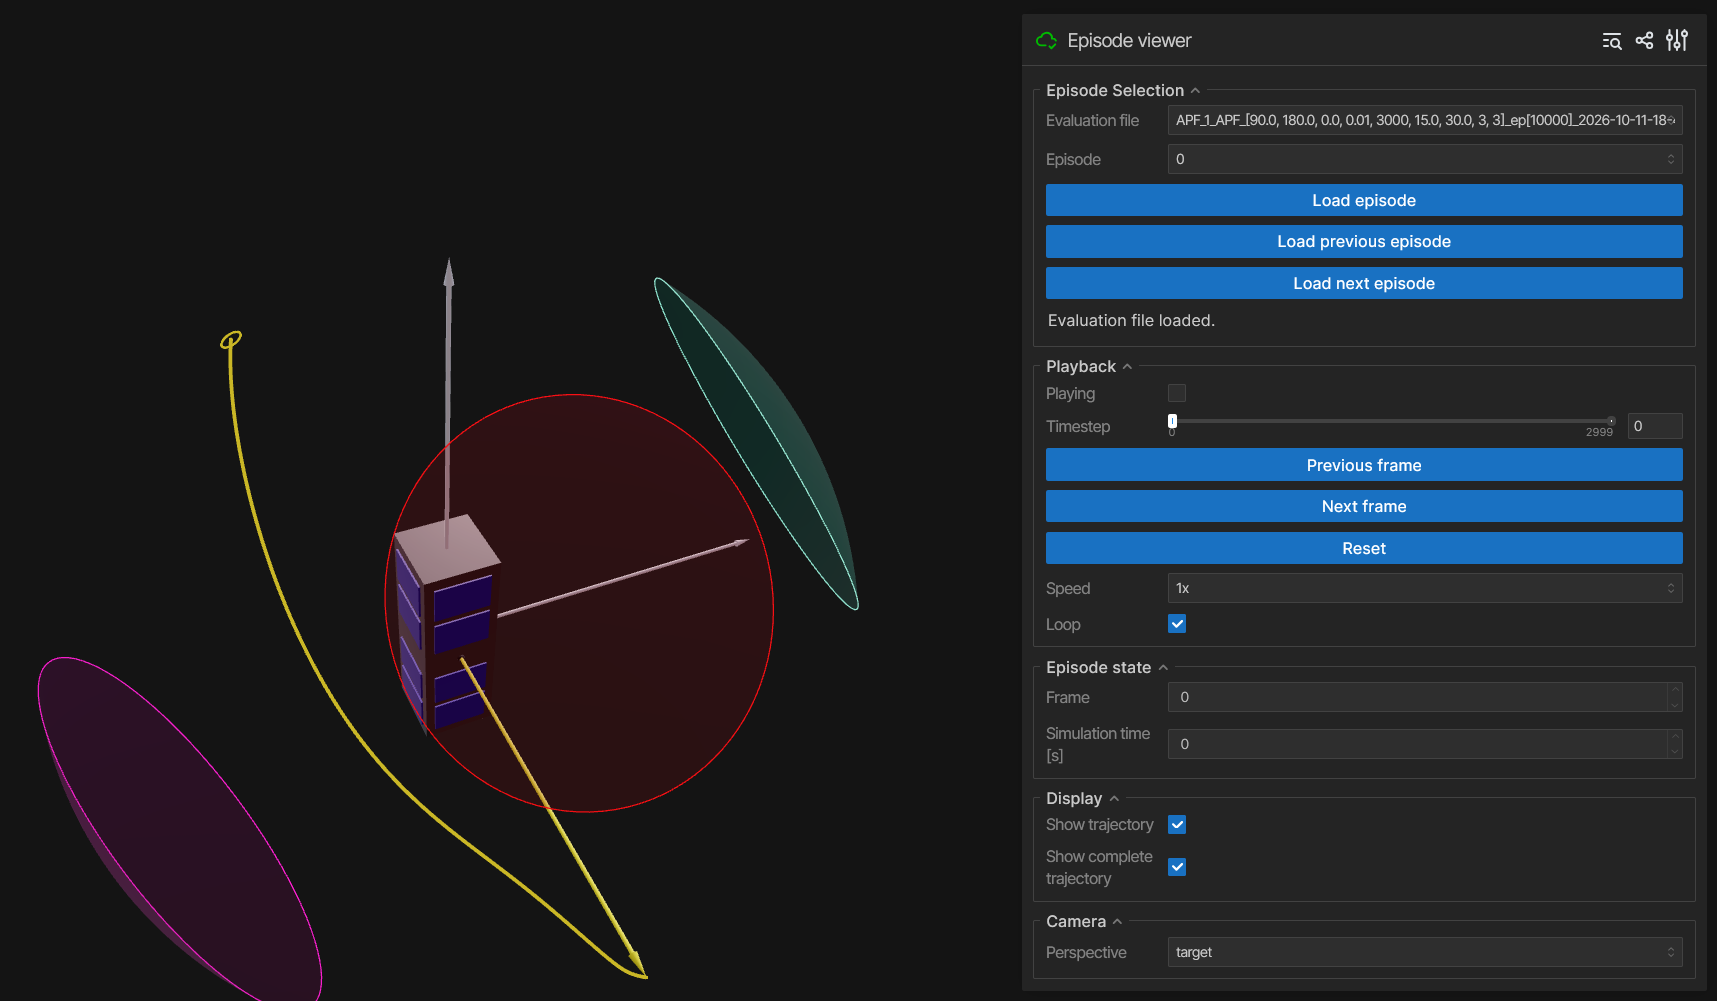 Episode viewer
Episode Selection
Evaluation file
APF_1_APF_[90.0, 180.0, 0.0, 0.01, 3000, 15.0, 30.0, 3, 3]_ep[10000]_2026-10-11-18-
Episode
0
Load episode
Load previous episode
Load next episode
Evaluation file loaded.
Playback
Playing
Timestep
0
2999
0
Previous frame
Next frame
Reset
Speed
1x
Loop
Episode state
Frame
0
Simulation time
[s]
0
Display
Show trajectory
Show complete
trajectory
Camera
Perspective
target